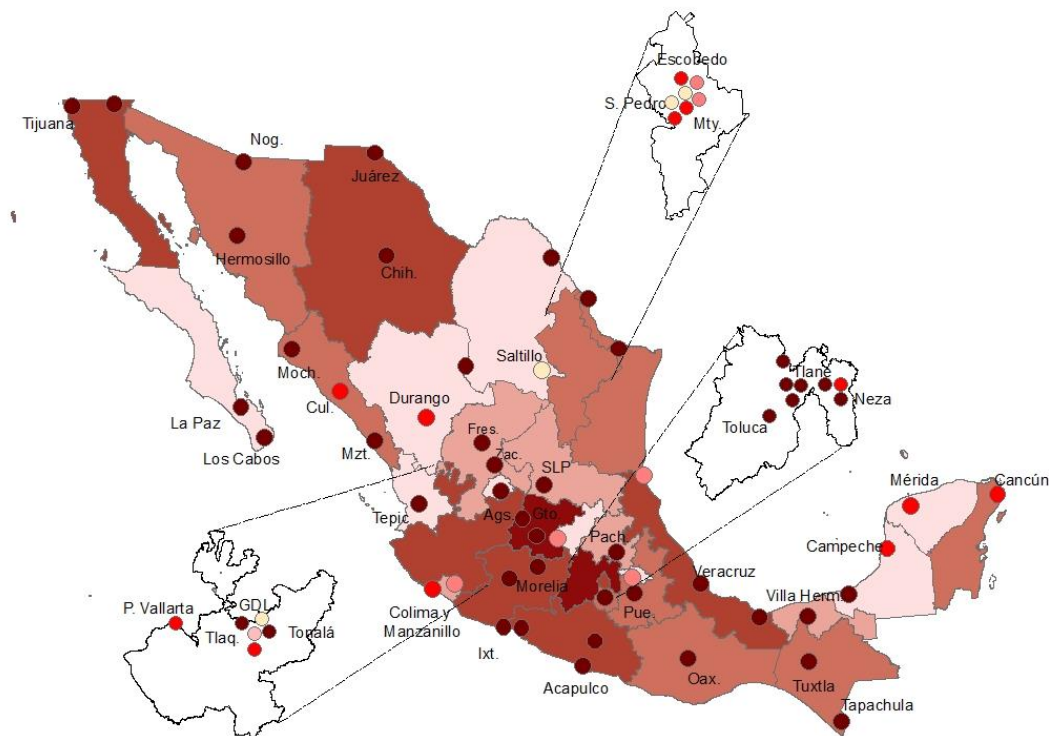 Escobedo
S. Pedro
Mty.
Tijuana
Nog.
Juárez
Hermosillo
Chih.
Saltillo
Moch.
Cul.
Durango
Tlane
Neza
Toluca
La Paz
Los Cabos
Mzt.
Fres.
Zac.
SLP
Mérida
Cancún
Tepic
Ags.
Gto.
Pach.
Campeche
Veracruz
Villa Herm.
Morelia
Pue.
P. Vallarta
GDL
Tlaq.
Tonalá
Colima y
Manzanillo
Ixt.
Acapulco
Oax.
Tuxtla
Tapachula